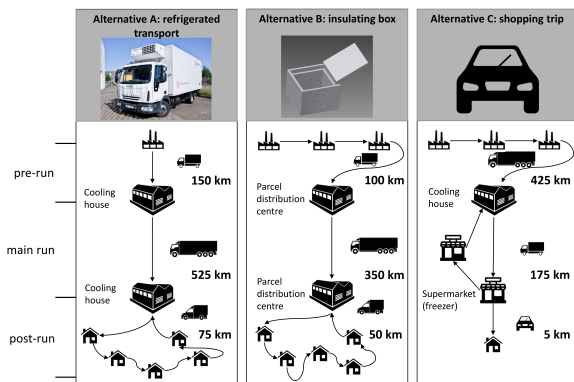 Alternative A: refrigerated
transport
Alternative B: insulating box
Alternative C: shopping trip
pre-run
150 km
Cooling
house
100 km
Parcel
distribution
centre
425 km
Cooling
house
main run
525 km
Cooling
house
350 km
Parcel
distribution
centre
175 km
Supermarket
(freezer)
post-run
75 km
50 km
5 km